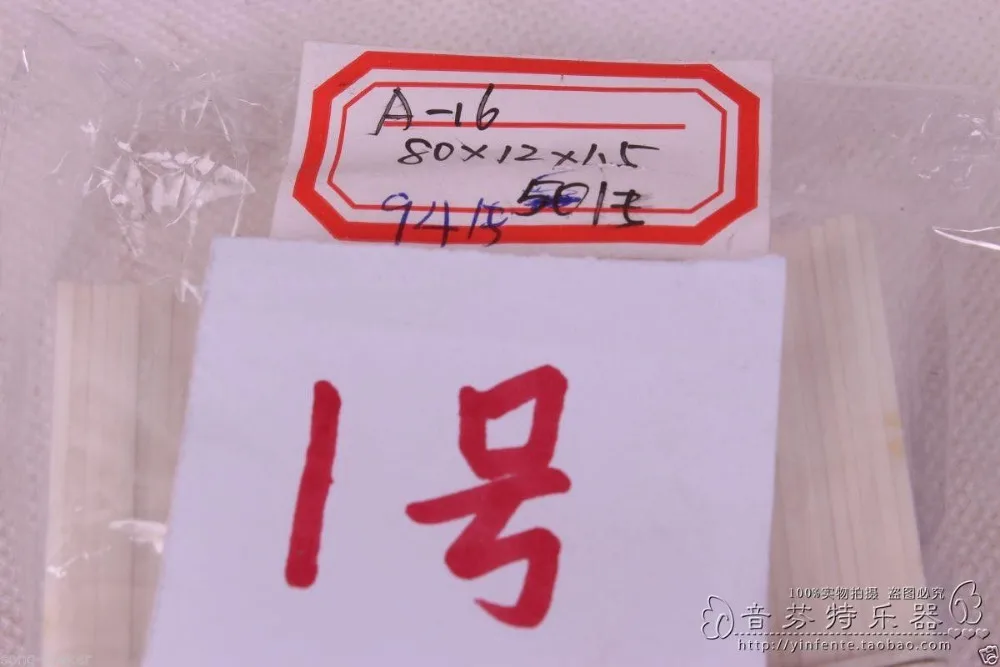 A-16
80×12×1.5
1号
100%实物拍摄 盗图必究
音芬特乐器
http://yinfente.taobao.com